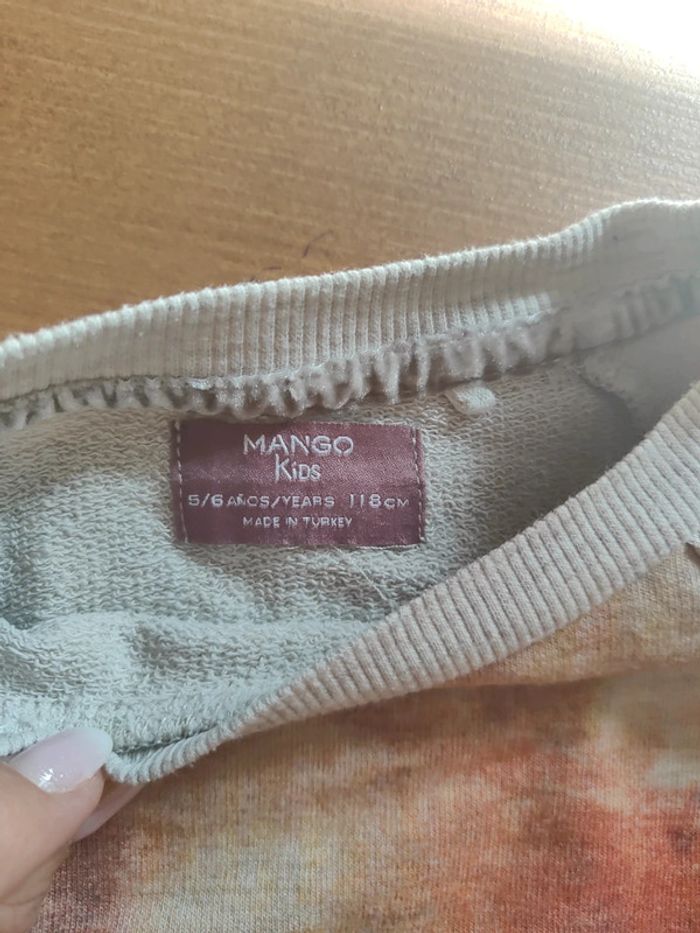 MANGO
KiDS
5/6 AÑOS/YEARS 118CM
MADE IN TURKEY